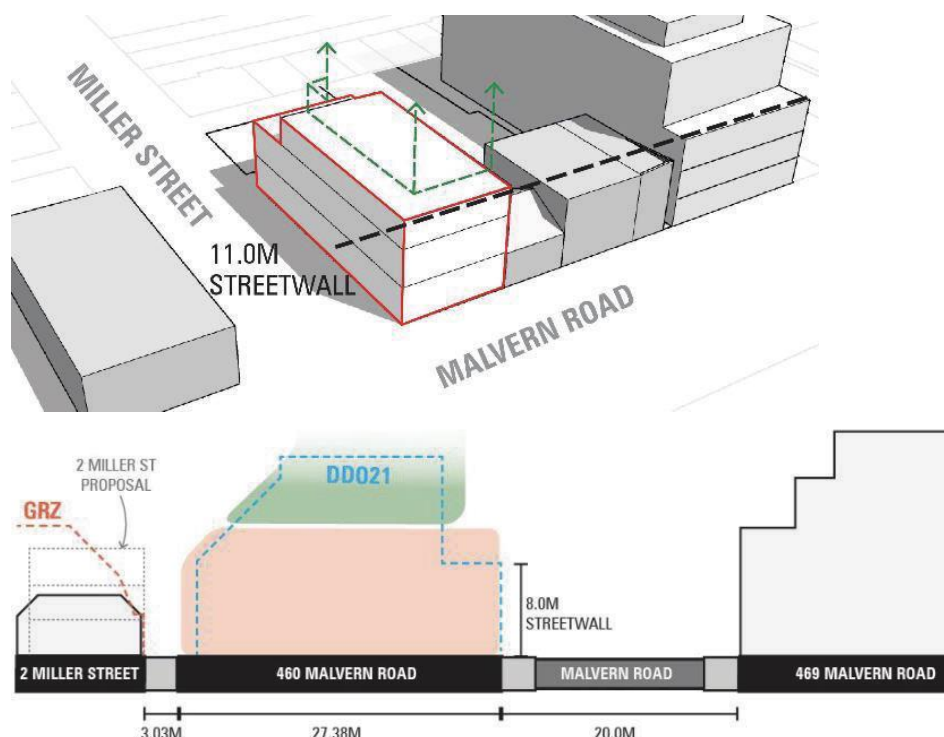 MILLER STREET
11.0M
STREETWALL
MALVERN ROAD
2 MILLER ST
PROPOSAL
GRZ
DDO21
8.0M
STREETWALL
2 MILLER STREET
460 MALVERN ROAD
MALVERN ROAD
469 MALVERN ROAD
3.03M
27.38M
20.0M